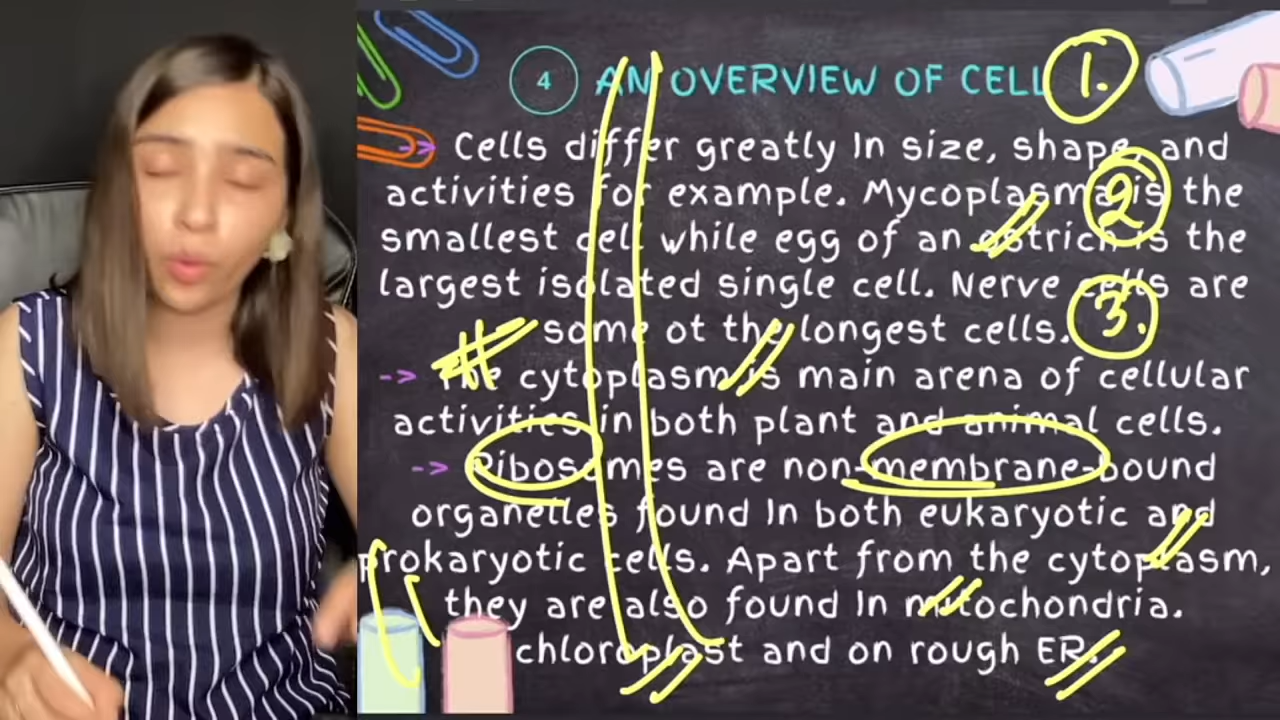 4 AN OVERVIEW OF CELL 1.
-> Cells differ greatly In size, shape, and
activities for example. Mycoplasma is the 2
smallest cell while egg of an ostrich is the
largest isolated single cell. Nerve cells are
some ot the longest cells. 3.
-> The cytoplasm is main arena of cellular
activities in both plant and animal cells.
-> Ribosomes are non-membrane-bound
organelles found In both eukaryotic and
prokaryotic cells. Apart from the cytoplasm,
they are also found In mitochondria.
chloroplast and on rough ER.